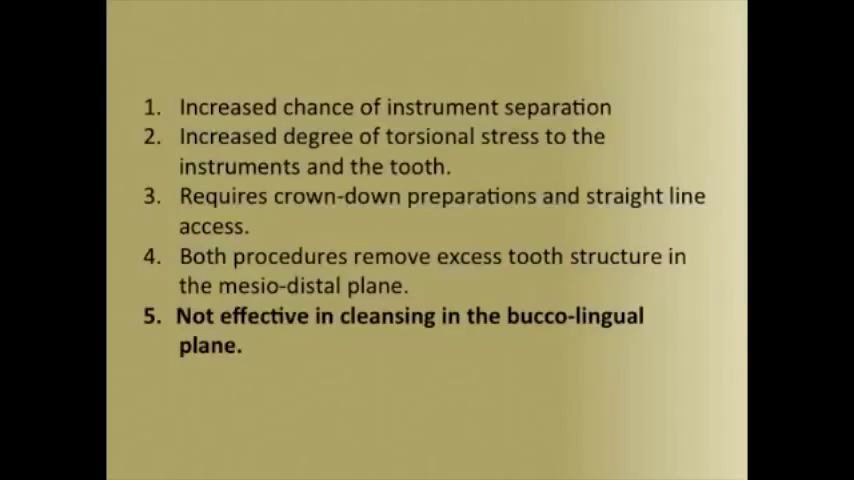 1. Increased chance of instrument separation
2. Increased degree of torsional stress to the
instruments and the tooth.
3. Requires crown-down preparations and straight line
access.
4. Both procedures remove excess tooth structure in
the mesio-distal plane.
5. Not effective in cleansing in the bucco-lingual
plane.